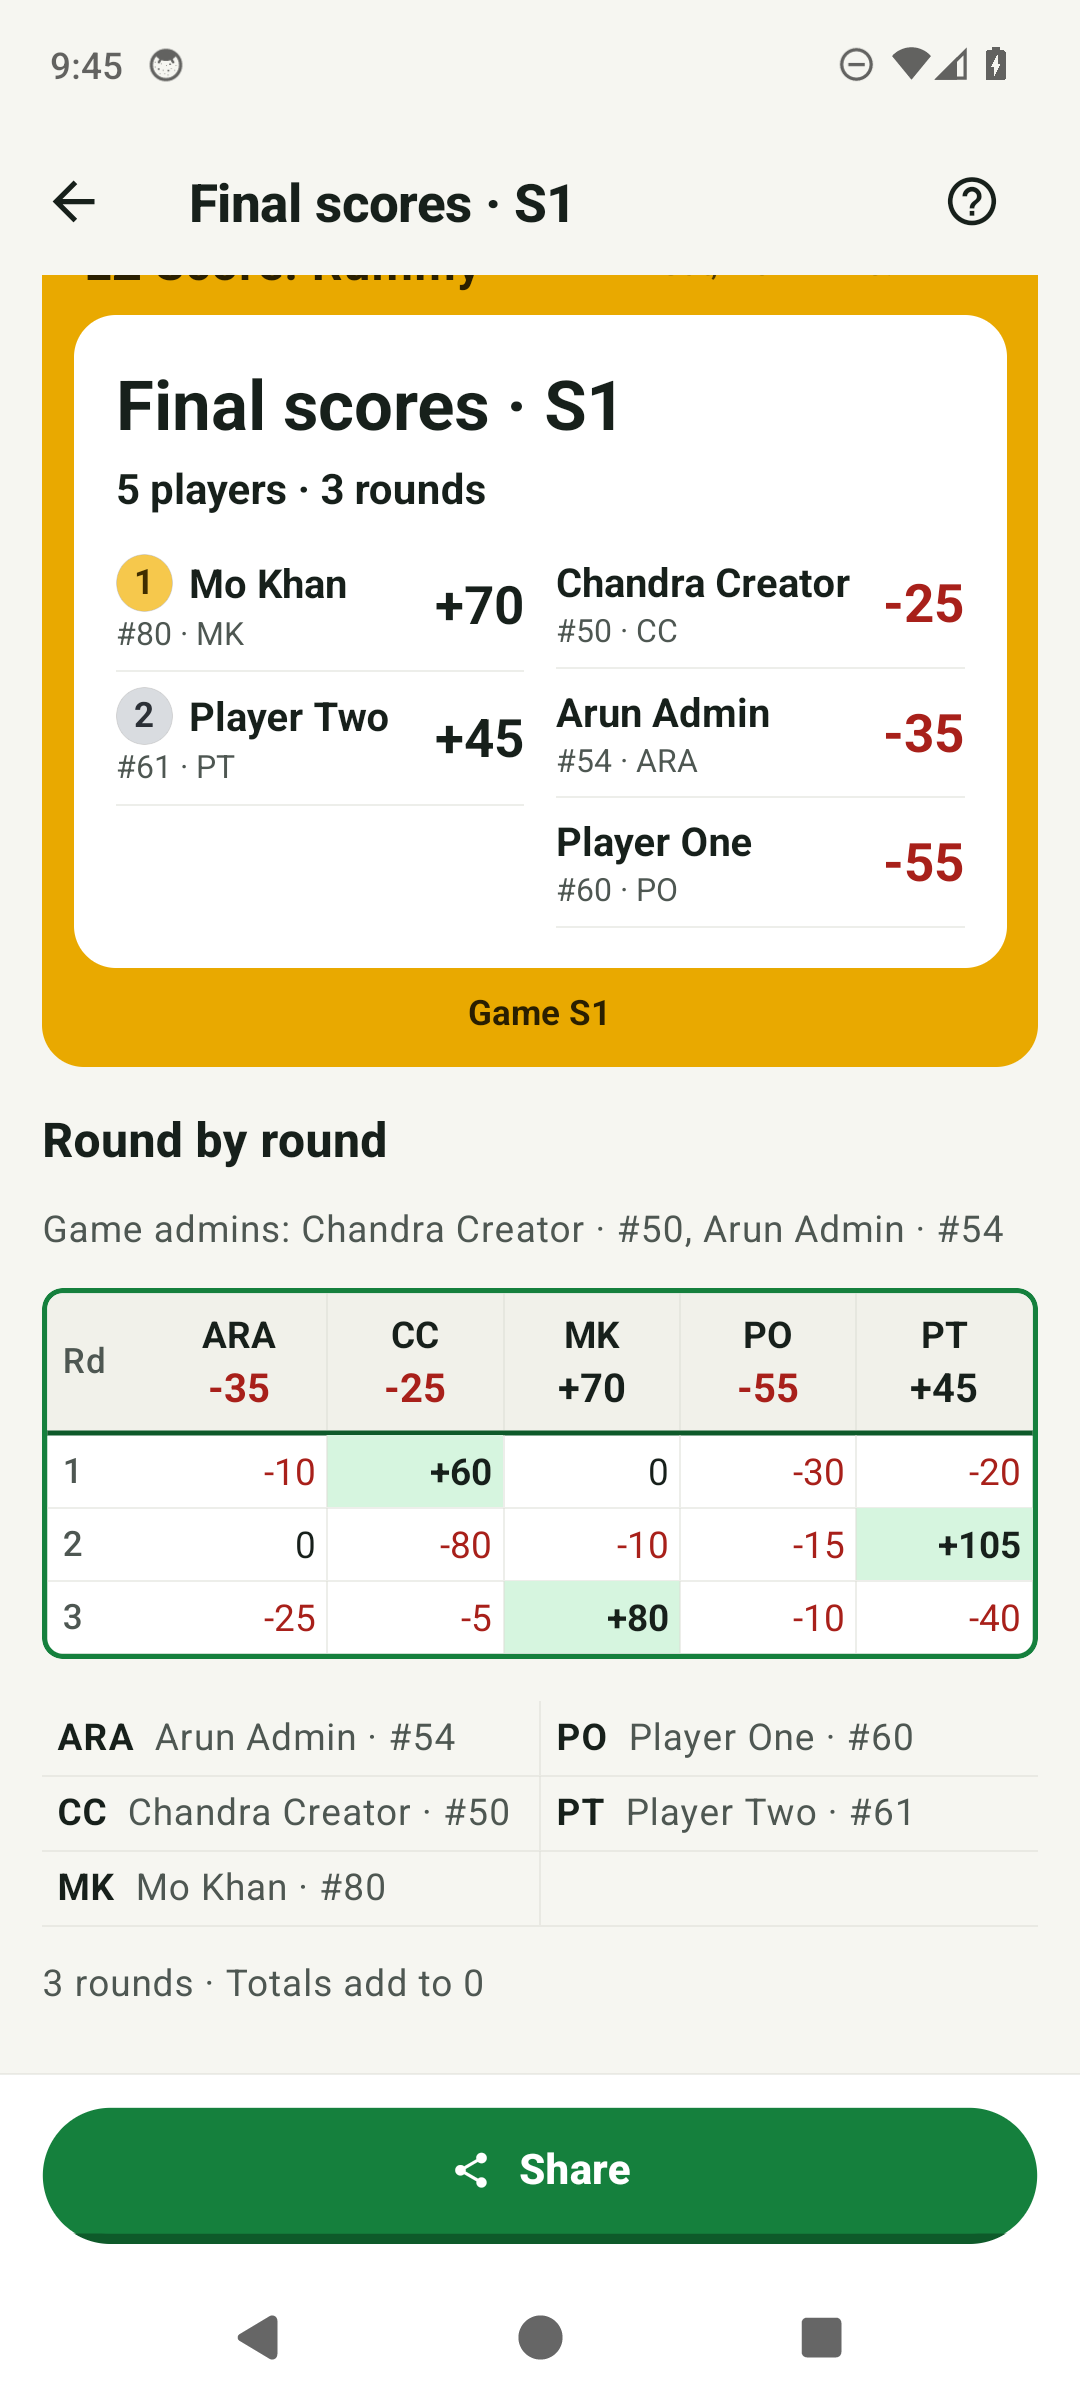 9:45
Final scores · S1
Final scores · S1
5 players · 3 rounds
1 Mo Khan +70
#80 · MK
2 Player Two +45
#61 · PT
Chandra Creator -25
#50 · CC
Arun Admin -35
#54 · ARA
Player One -55
#60 · PO
Game S1
Round by round
Game admins: Chandra Creator · #50, Arun Admin · #54
Rd ARA CC MK PO PT
-35 -25 +70 -55 +45
1 -10 +60 0 -30 -20
2 0 -80 -10 -15 +105
3 -25 -5 +80 -10 -40
ARA Arun Admin · #54 PO Player One · #60
CC Chandra Creator · #50 PT Player Two · #61
MK Mo Khan · #80
3 rounds · Totals add to 0
Share